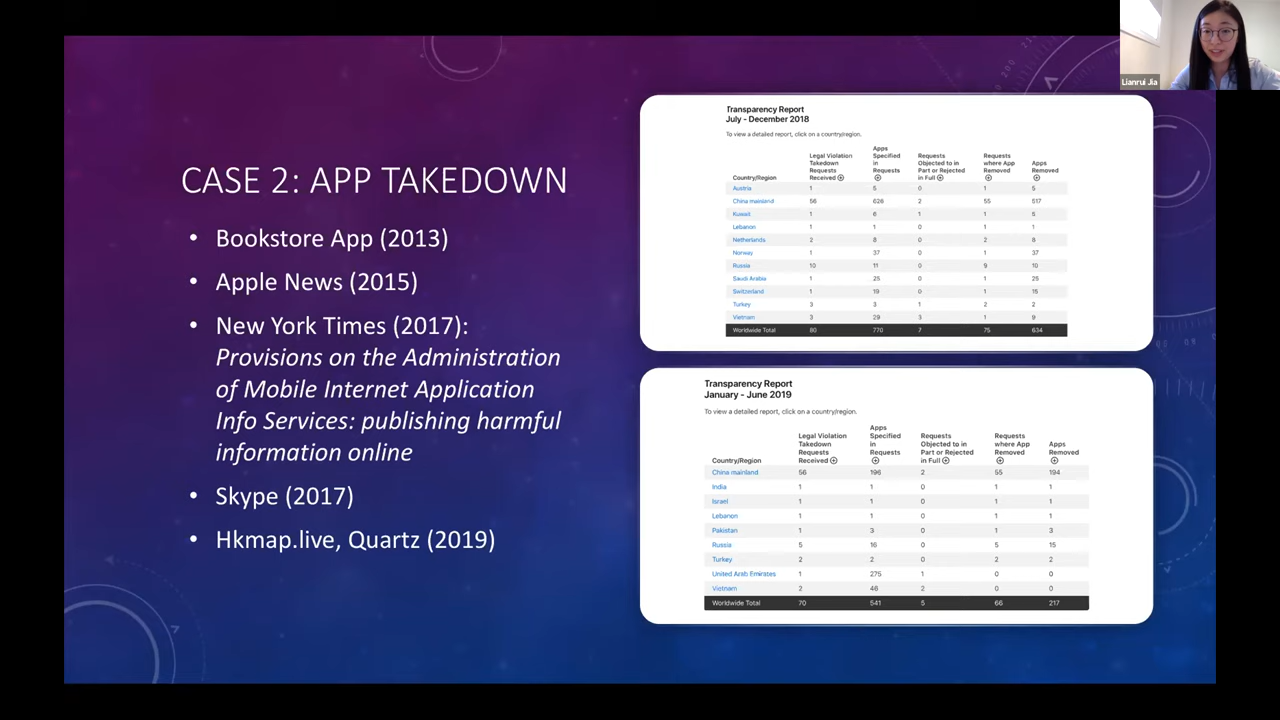 Lianrui Jia
CASE 2: APP TAKEDOWN
• Bookstore App (2013)
• Apple News (2015)
• New York Times (2017):
Provisions on the Administration
of Mobile Internet Application
Info Services: publishing harmful
information online
• Skype (2017)
• Hkmap.live, Quartz (2019)
Transparency Report
July - December 2018
To view a detailed report, click on a country/region.
Country/Region Legal Violation Takedown Requests Received Apps Specified in Requests Requests Objected to in Part or Rejected in Full Requests where App Removed Apps Removed
Austria 1 5 0 1 5
China mainland 56 626 2 55 517
Kuwait 1 6 1 1 5
Lebanon 1 1 0 1 1
Netherlands 2 8 0 2 8
Norway 1 37 0 1 37
Russia 10 11 0 9 10
Saudi Arabia 1 25 0 1 25
Switzerland 1 19 0 1 15
Turkey 3 3 1 2 2
Vietnam 3 29 3 1 9
Worldwide Total 80 770 7 75 634
Transparency Report
January - June 2019
To view a detailed report, click on a country/region.
Country/Region Legal Violation Takedown Requests Received Apps Specified in Requests Requests Objected to in Part or Rejected in Full Requests where App Removed Apps Removed
China mainland 56 196 2 55 194
India 1 1 0 1 1
Israel 1 1 0 1 1
Lebanon 1 1 0 1 1
Pakistan 1 3 0 1 3
Russia 5 16 0 5 15
Turkey 2 2 0 2 2
United Arab Emirates 1 275 1 0 0
Vietnam 2 46 2 0 0
Worldwide Total 70 541 5 66 217